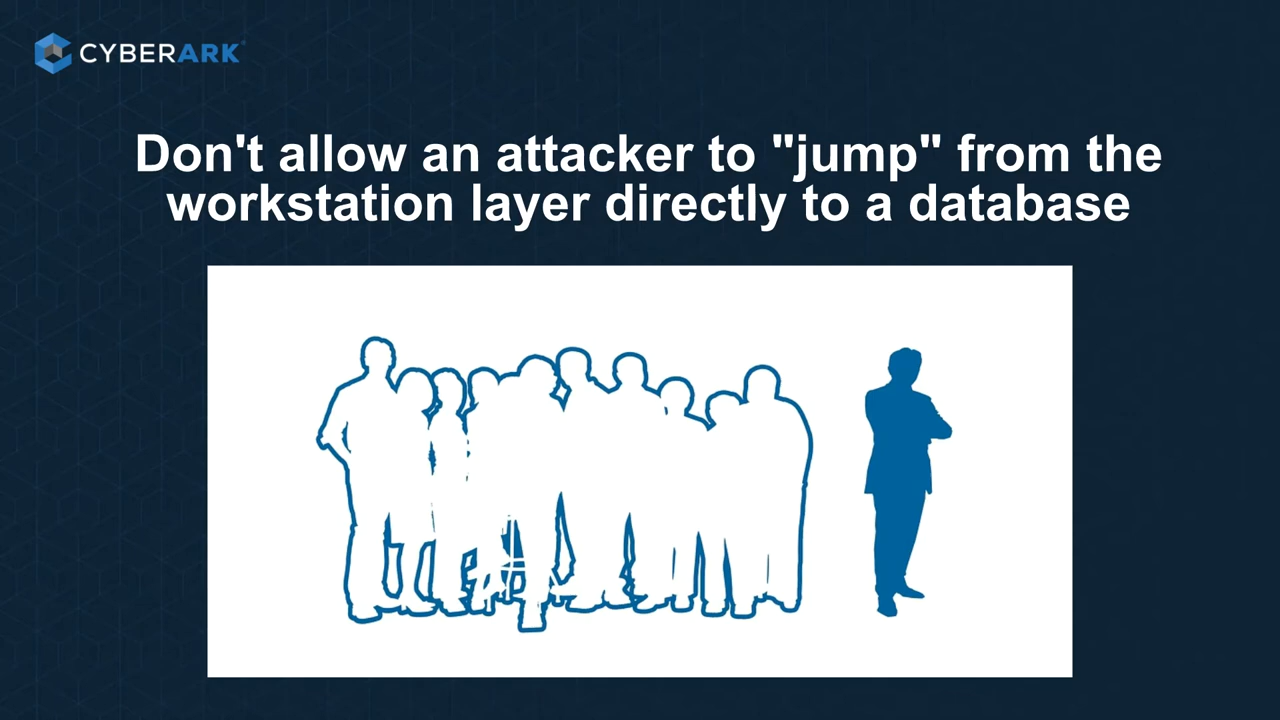 CYBERARK
Don't allow an attacker to "jump" from the
workstation layer directly to a database